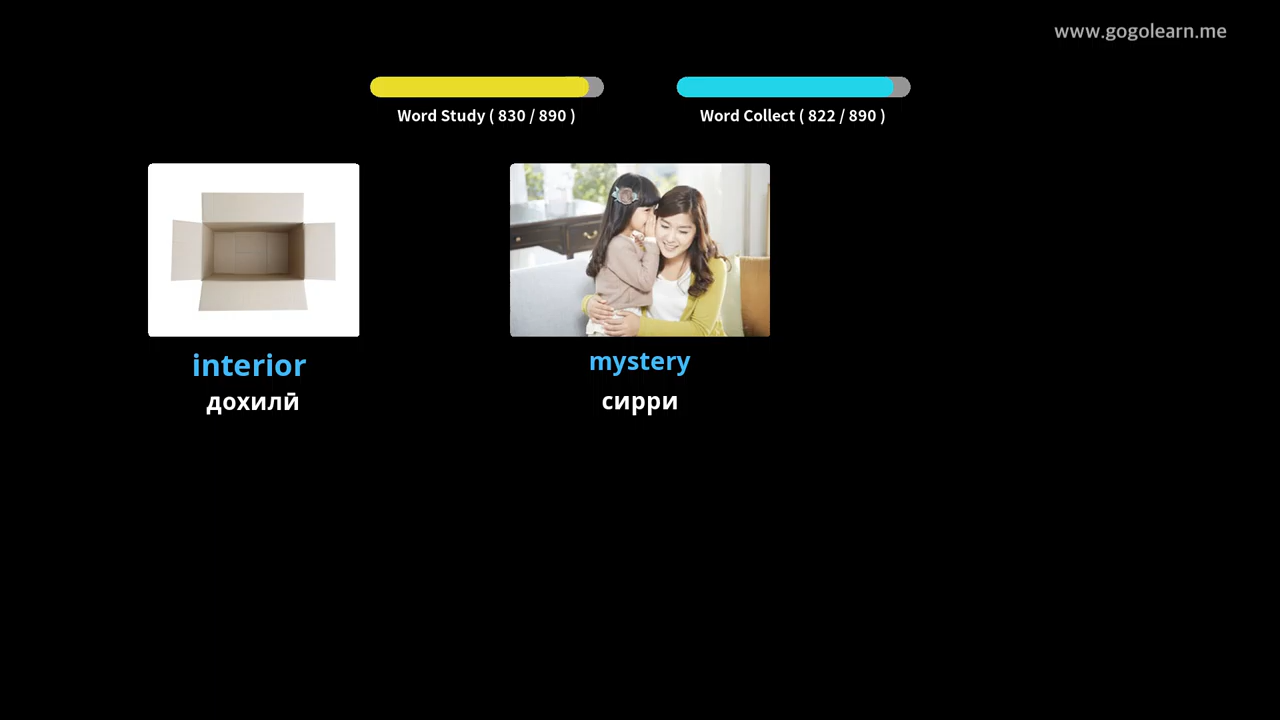 www.gogolearn.me
Word Study ( 830 / 890 )
Word Collect ( 822 / 890 )
interior
дохилӣ
mystery
сирри